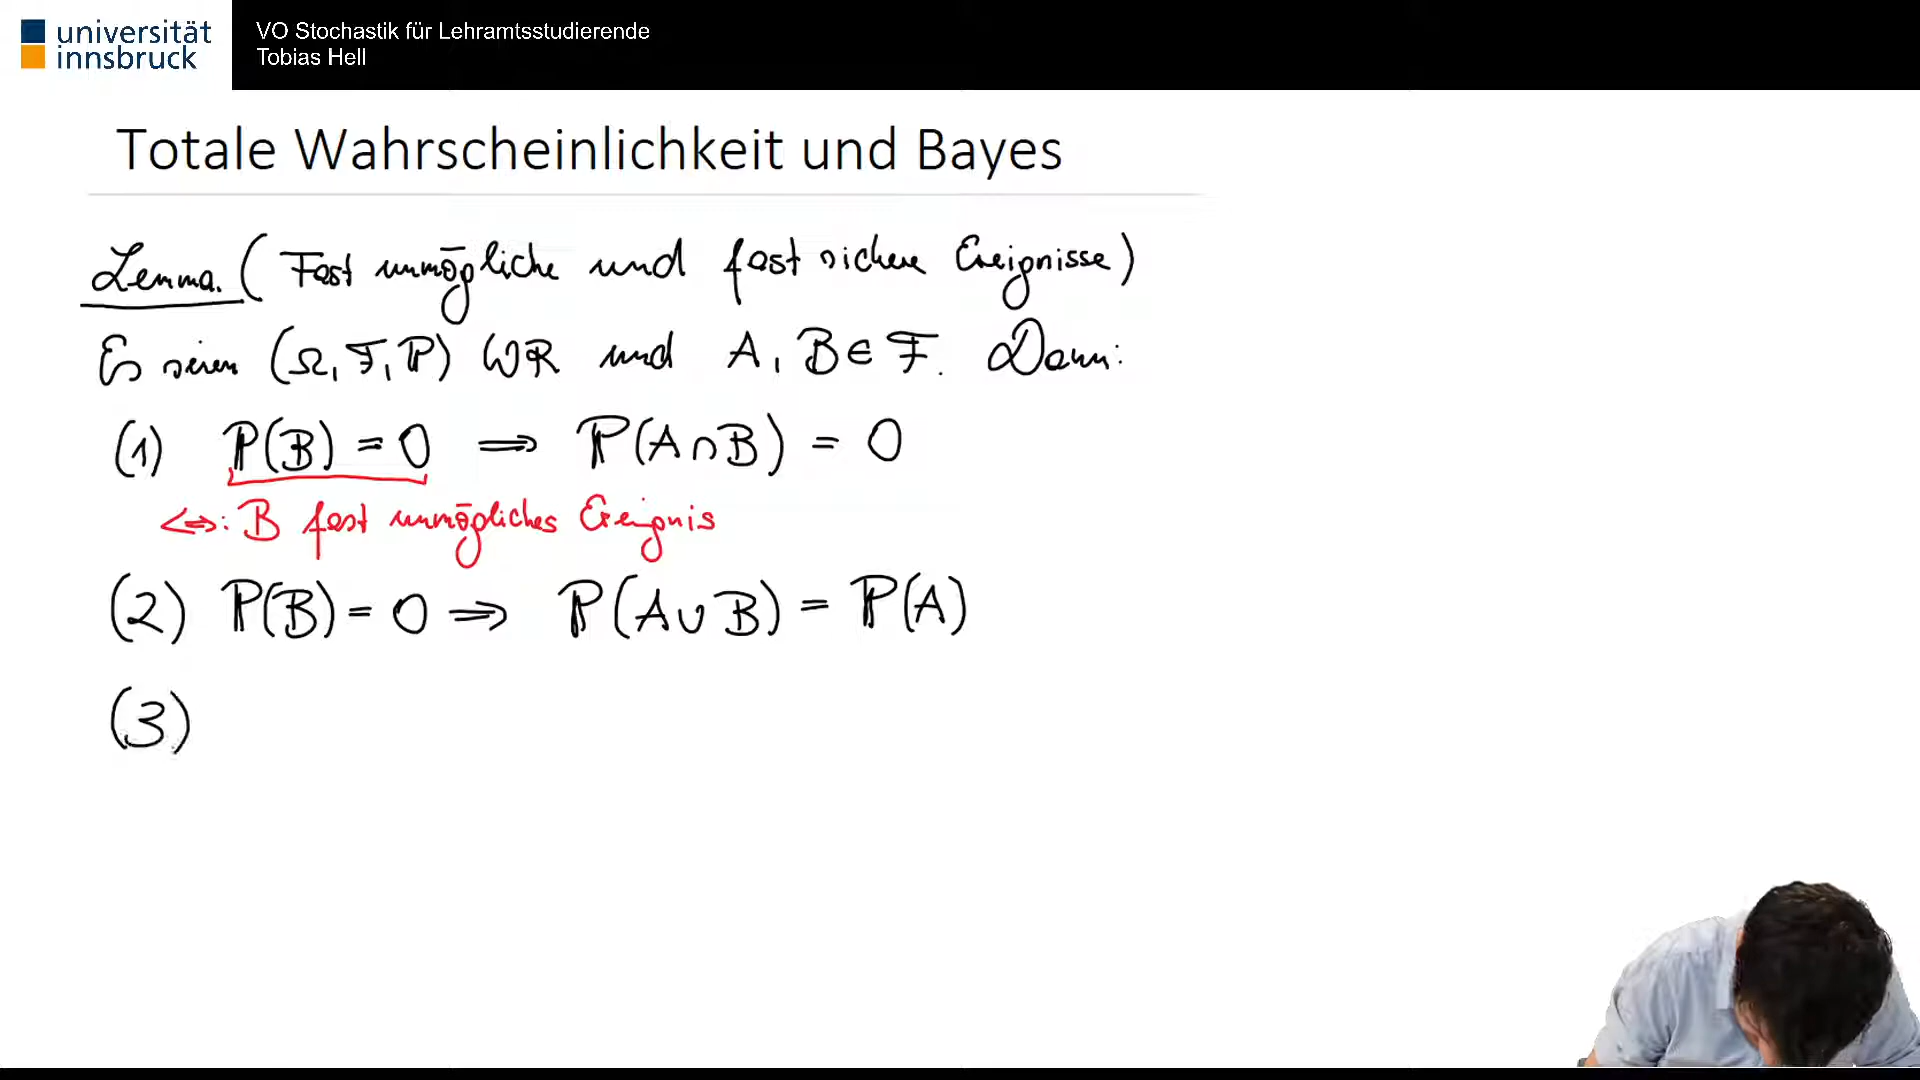 universität
innsbruck
VO Stochastik für Lehramtsstudierende
Tobias Hell
Totale Wahrscheinlichkeit und Bayes
Lemma. (Fast unmögliche und fast sichere Ereignisse)
Es seien (Ω, F, ℙ) WR und A, B ∈ F. Dann:
(1) ℙ(B) = 0 ⟹ ℙ(A∩B) = 0
⟺: B fast unmögliches Ereignis
(2) ℙ(B) = 0 ⟹ ℙ(A∪B) = ℙ(A)
(3)